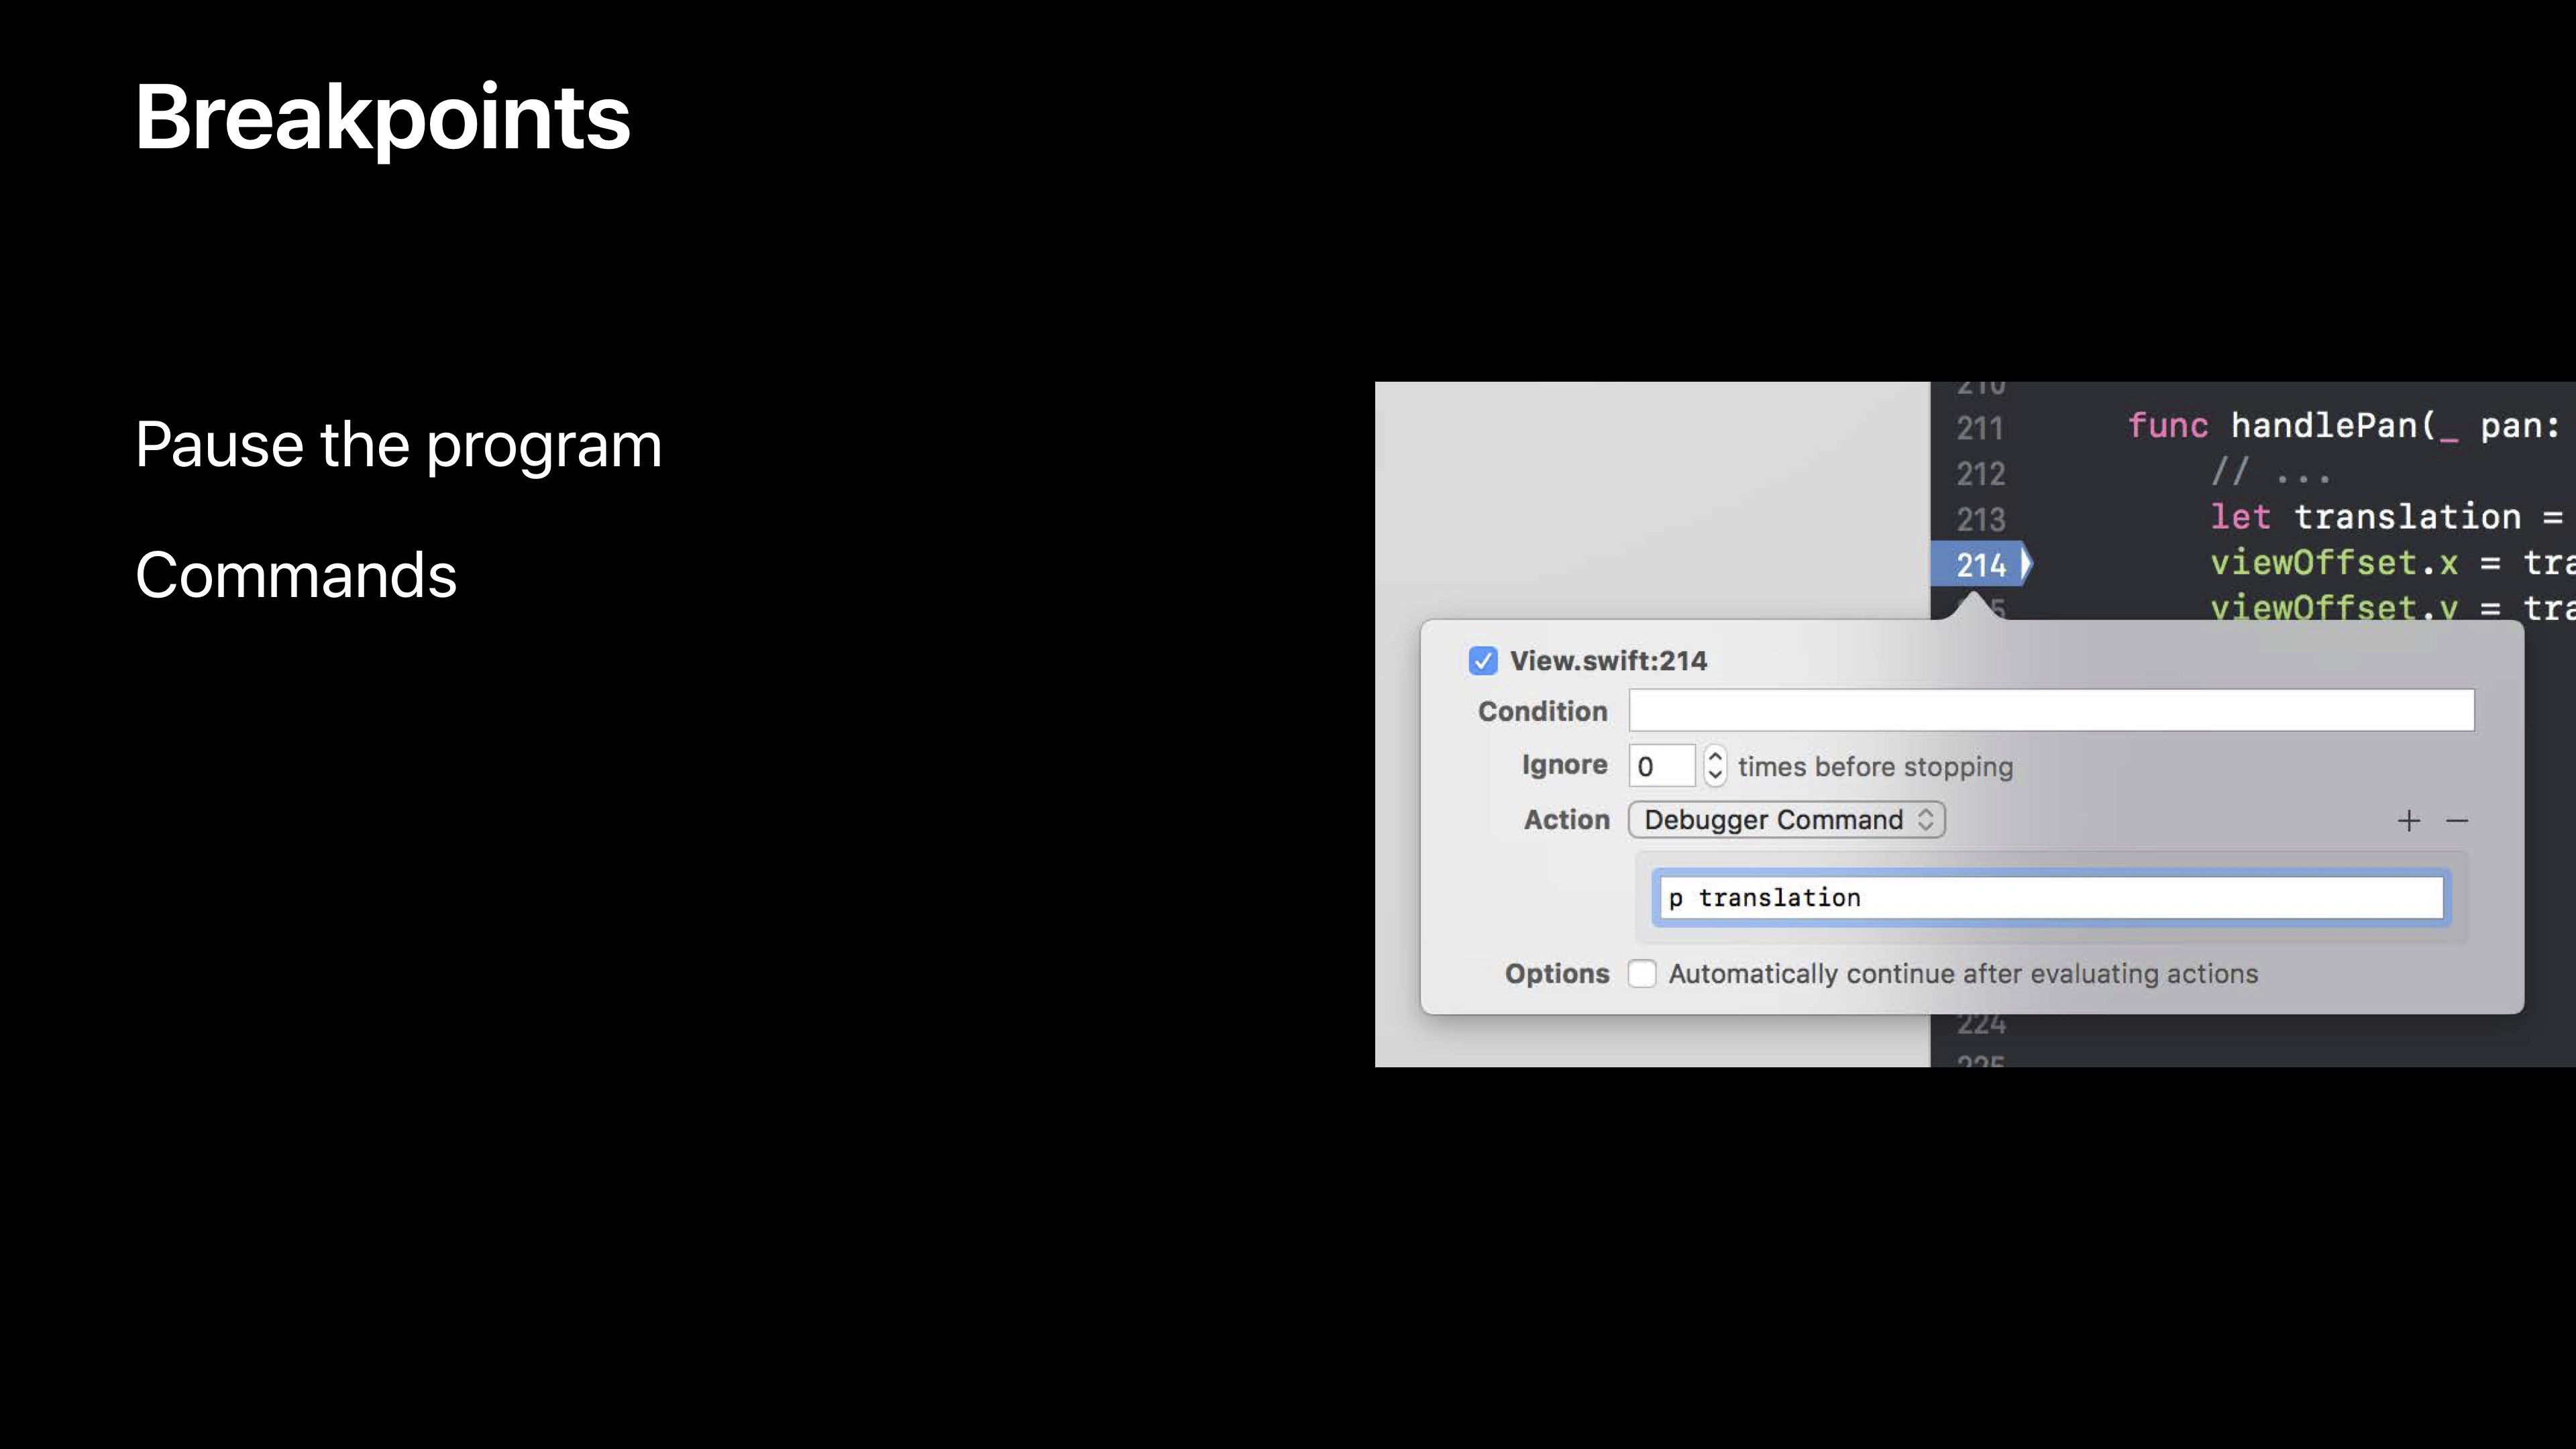 Breakpoints
Pause the program
Commands
210
211 func handlePan(_ pan:
212 // ...
213 let translation =
214 viewOffset.x = tra
viewOffset.y = tra
View.swift:214
Condition
Ignore 0 times before stopping
Action Debugger Command + −
p translation
Options Automatically continue after evaluating actions
224
225